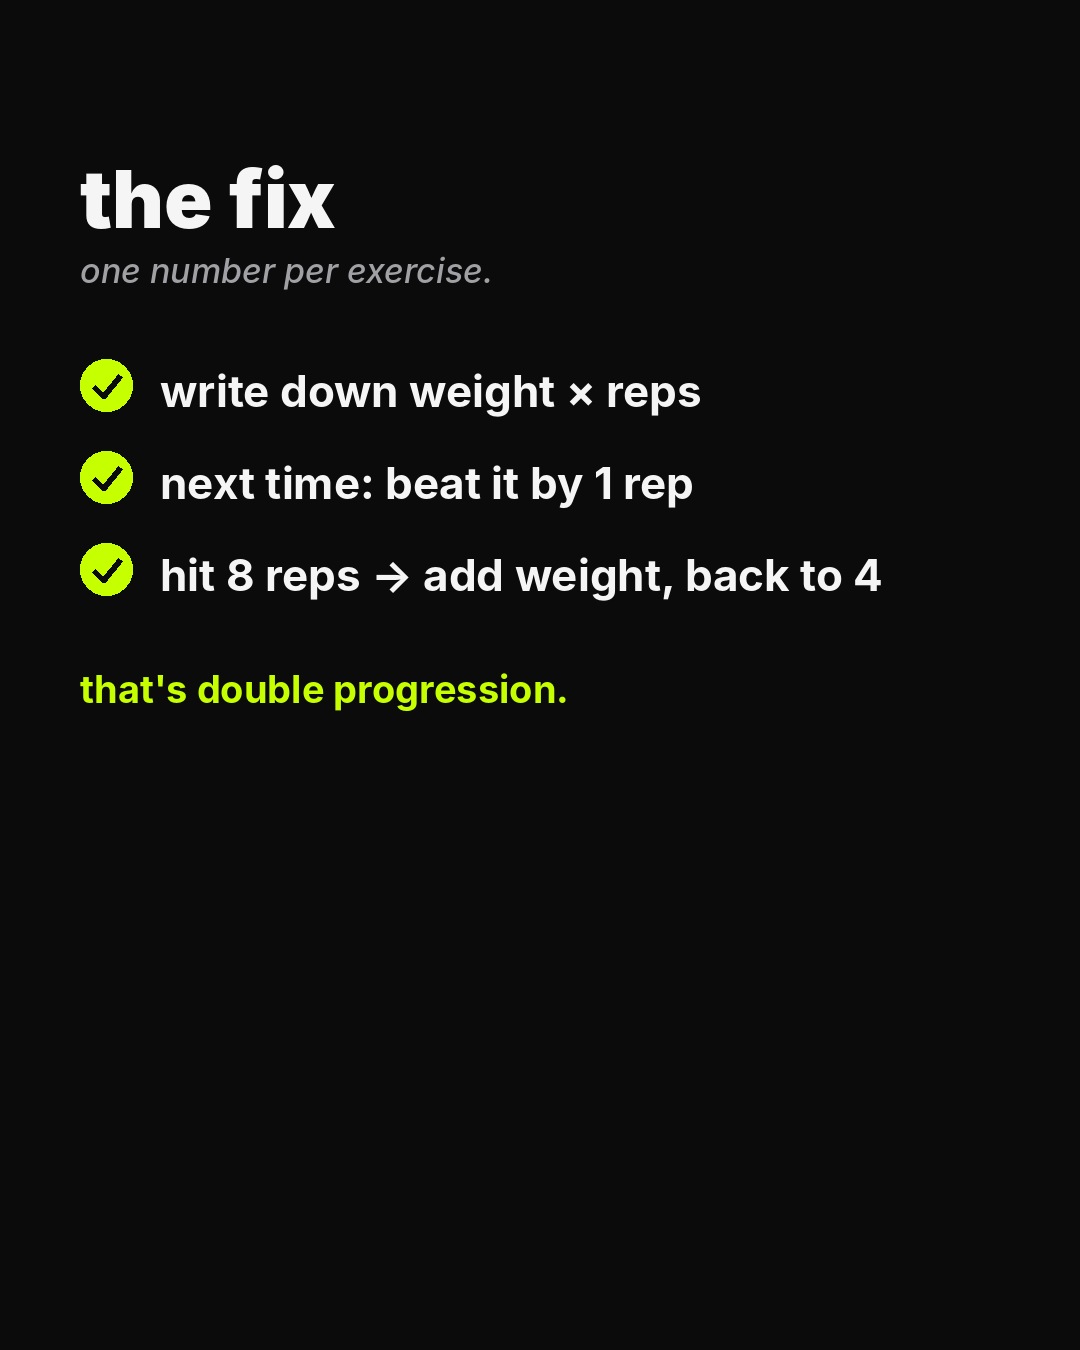 the fix
one number per exercise.
write down weight × reps
next time: beat it by 1 rep
hit 8 reps → add weight, back to 4
that's double progression.